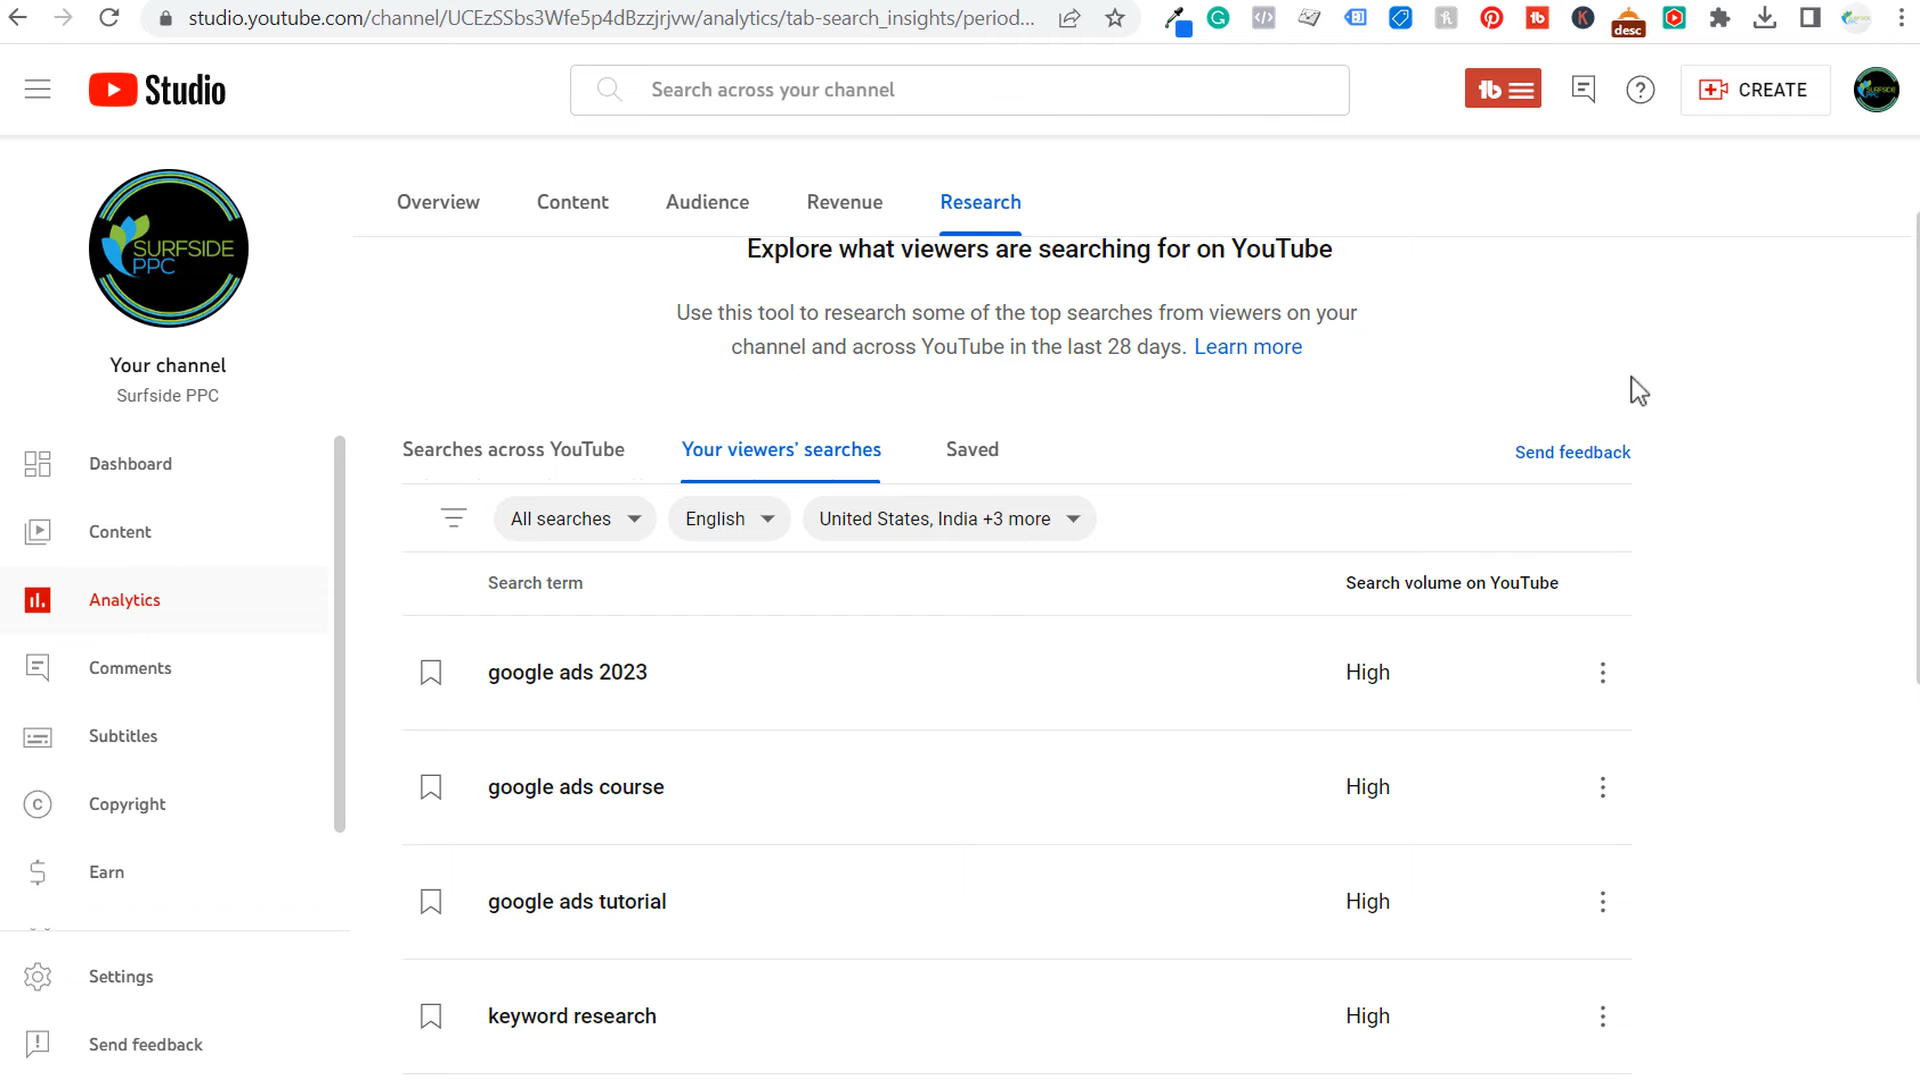 studio.youtube.com/channel/UCEzSSbs3Wfe5p4dBzzjrjvw/analytics/tab-search_insights/period...
desc
Studio
Search across your channel
tb
?
CREATE
SURFSIDE
PPC
Your channel
Surfside PPC
Dashboard
Content
Analytics
Comments
Subtitles
Copyright
Earn
Settings
Send feedback
Overview Content Audience Revenue Research
Explore what viewers are searching for on YouTube
Use this tool to research some of the top searches from viewers on your
channel and across YouTube in the last 28 days. Learn more
Searches across YouTube Your viewers' searches Saved Send feedback
All searches English United States, India +3 more
Search term Search volume on YouTube
google ads 2023 High
google ads course High
google ads tutorial High
keyword research High